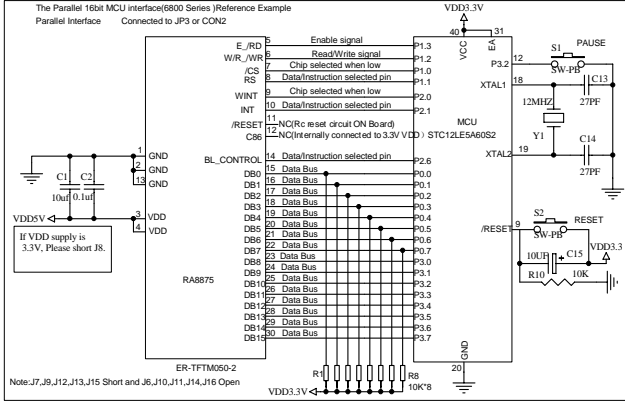 The Parallel 16bit MCU interface(6800 Series )Reference Example
Parallel Interface Connected to JP3 or CON2
VDD3.3V
40 31
VCC
EA
E_/RD 5 Enable signal P1.3
W/R_/WR 6 Read/Write signal P1.2
/CS 7 Chip selected when low P1.0
RS 8 Data/Instruction selected pin P1.1
WINT 9 Chip selected when low P2.0
INT 10 Data/Instruction selected pin P2.1
/RESET 11 NC(Rc reset circuit ON Board)
C86 12 NC(Internally connected to 3.3V VDD) STC12LE5A60S2
MCU
BL_CONTROL 14 Data/Instruction selected pin P2.6
DB0 15 Data Bus P0.0
DB1 16 Data Bus P0.1
DB2 17 Data Bus P0.2
DB3 18 Data Bus P0.3
DB4 19 Data Bus P0.4
DB5 20 Data Bus P0.5
DB6 21 Data Bus P0.6
DB7 22 Data Bus P0.7
DB8 23 Data Bus P3.0
DB9 24 Data Bus P3.1
DB10 25 Data Bus P3.2
DB11 26 Data Bus P3.3
DB12 27 Data Bus P3.4
DB13 28 Data Bus P3.5
DB14 29 Data Bus P3.6
DB15 30 Data Bus P3.7
P3.2 12
S1 PAUSE
SW-PB
XTAL1 18
C13
27PF
12MHZ
Y1
XTAL2 19
C14
27PF
/RESET 9
S2 RESET
SW-PB
VDD3.3
10UF C15
R10 10K
GND
20
1 GND
2 GND
13 GND
C1 C2
10uf 0.1uf
VDD5V
3 VDD
4 VDD
If VDD supply is
3.3V, Please short J8.
RA8875
ER-TFTM050-2
R1 R8
10K*8
VDD3.3V
Note:J7,J9,J12,J13,J15 Short and J6,J10,J11,J14,J16 Open